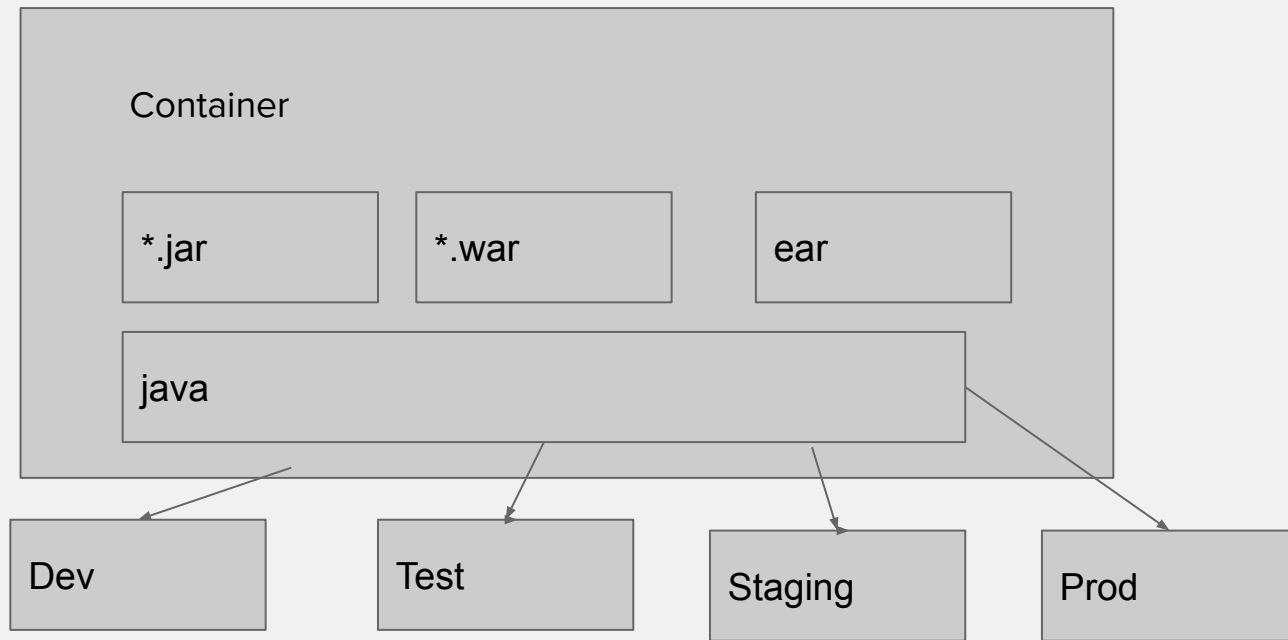 Container
*.jar
*.war
ear
java
Dev
Test
Staging
Prod